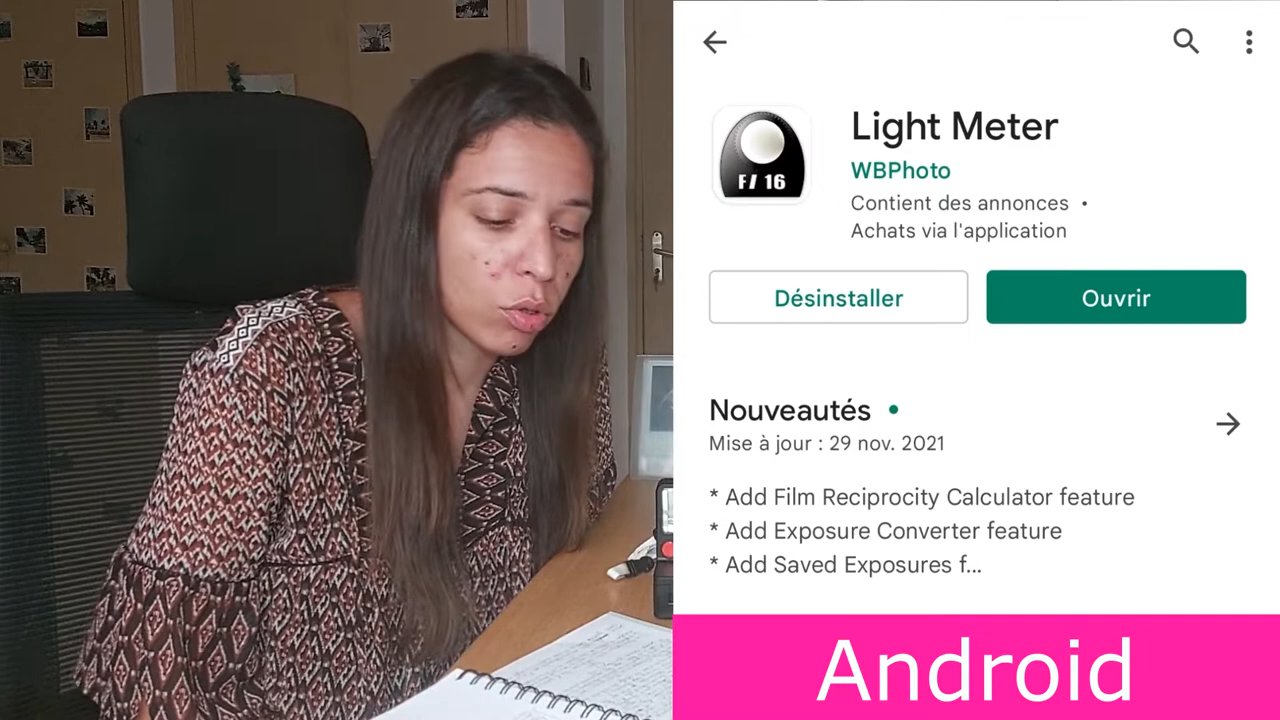 Light Meter
WBPhoto
Contient des annonces •
Achats via l'application
F/ 16
Désinstaller
Ouvrir
Nouveautés •
Mise à jour : 29 nov. 2021
* Add Film Reciprocity Calculator feature
* Add Exposure Converter feature
* Add Saved Exposures f...
Android